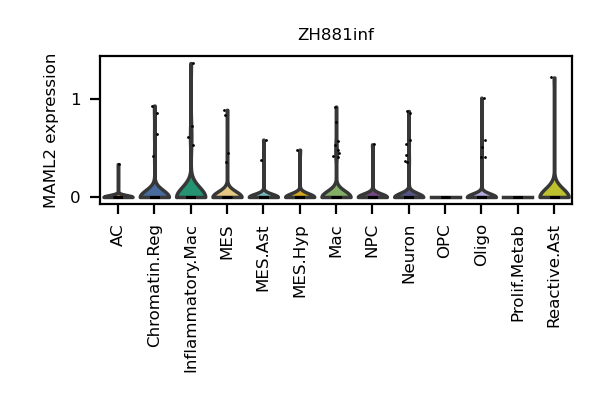 ZH881inf
MAML2 expression
1
0
AC
Chromatin.Reg
Inflammatory.Mac
MES
MES.Ast
MES.Hyp
Mac
NPC
Neuron
OPC
Oligo
Prolif.Metab
Reactive.Ast